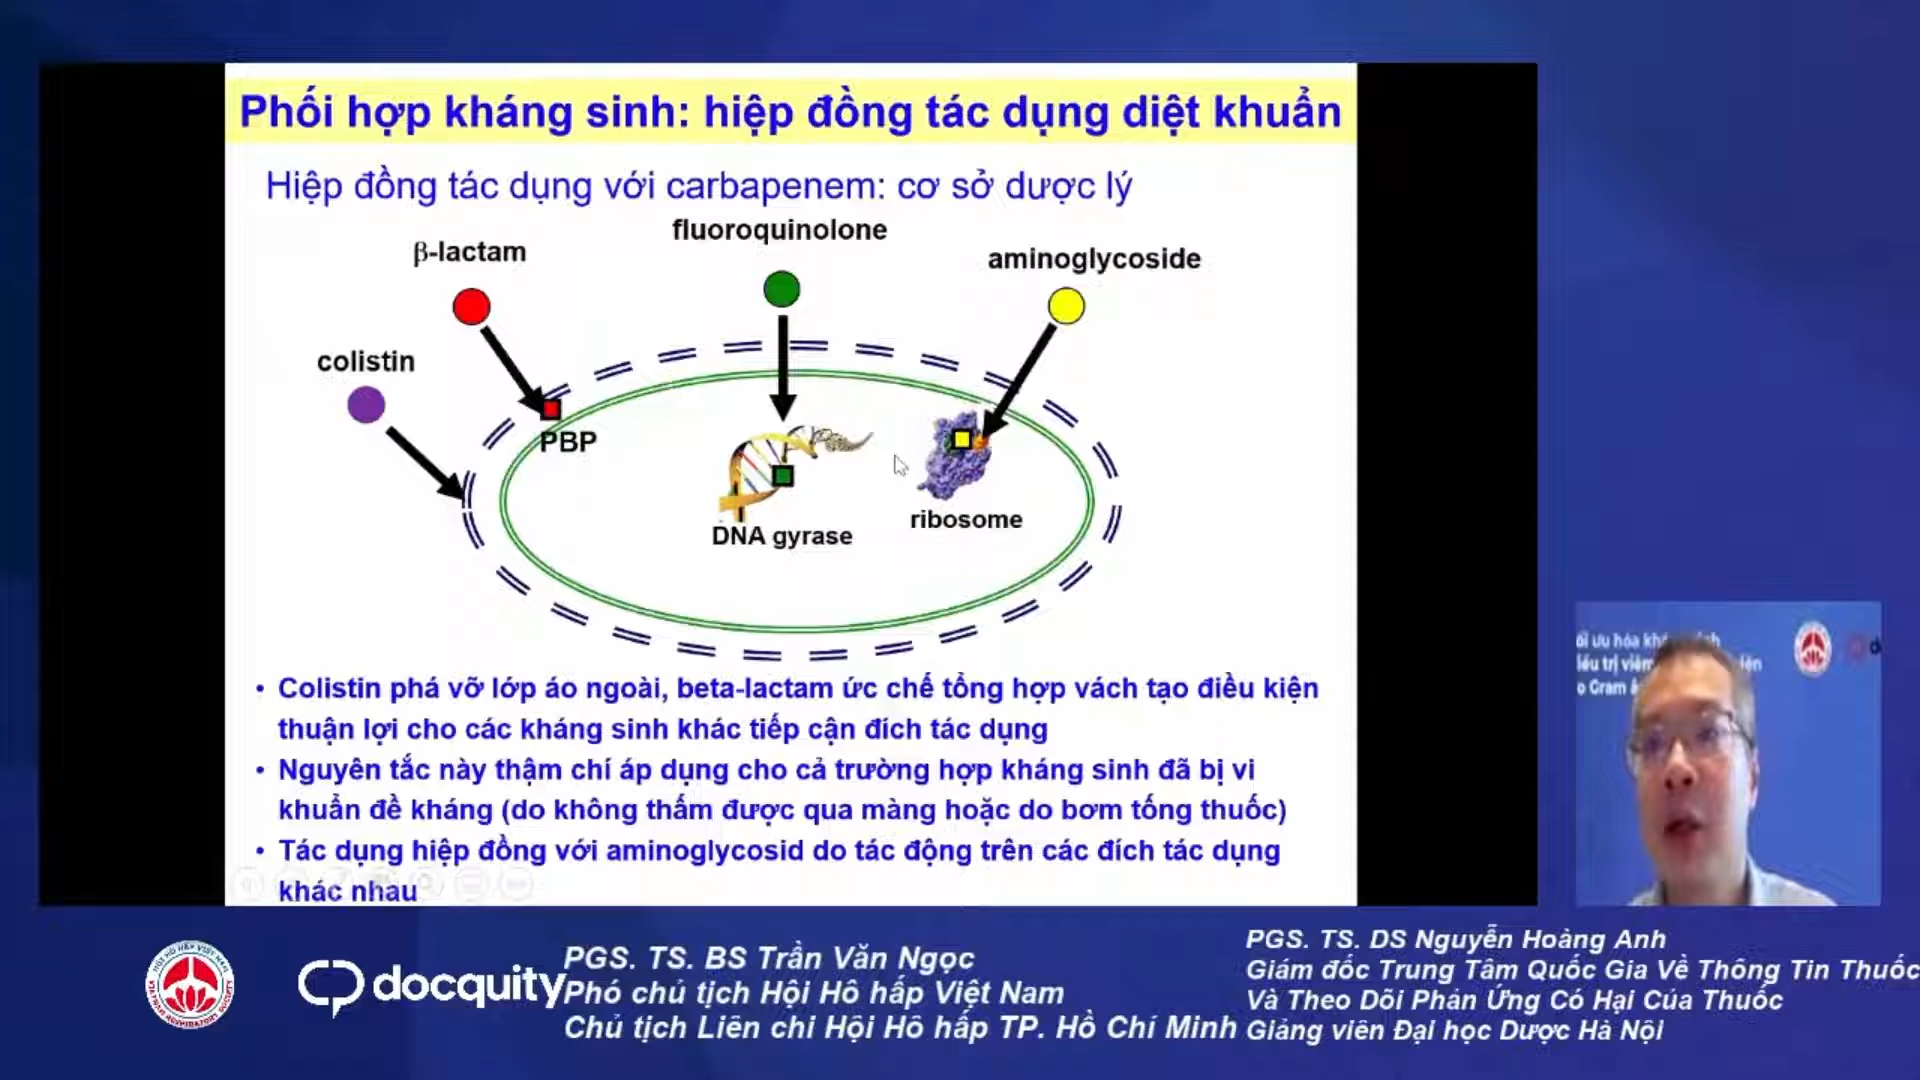 Phối hợp kháng sinh: hiệp đồng tác dụng diệt khuẩn
Hiệp đồng tác dụng với carbapenem: cơ sở dược lý
fluoroquinolone
β-lactam
aminoglycoside
colistin
PBP
DNA gyrase
ribosome
• Colistin phá vỡ lớp áo ngoài, beta-lactam ức chế tổng hợp vách tạo điều kiện
thuận lợi cho các kháng sinh khác tiếp cận đích tác dụng
• Nguyên tắc này thậm chí áp dụng cho cả trường hợp kháng sinh đã bị vi
khuẩn đề kháng (do không thấm được qua màng hoặc do bơm tống thuốc)
• Tác dụng hiệp đồng với aminoglycosid do tác động trên các đích tác dụng
khác nhau
ưu hóa
trị
Gram
docquity
PGS. TS. BS Trần Văn Ngọc
Phó chủ tịch Hội Hô hấp Việt Nam
Chủ tịch Liên chi Hội Hô hấp TP. Hồ Chí Minh
PGS. TS. DS Nguyễn Hoàng Anh
Giám đốc Trung Tâm Quốc Gia Về Thông Tin Thuốc
Và Theo Dõi Phản Ứng Có Hại Của Thuốc
Giảng viên Đại học Dược Hà Nội